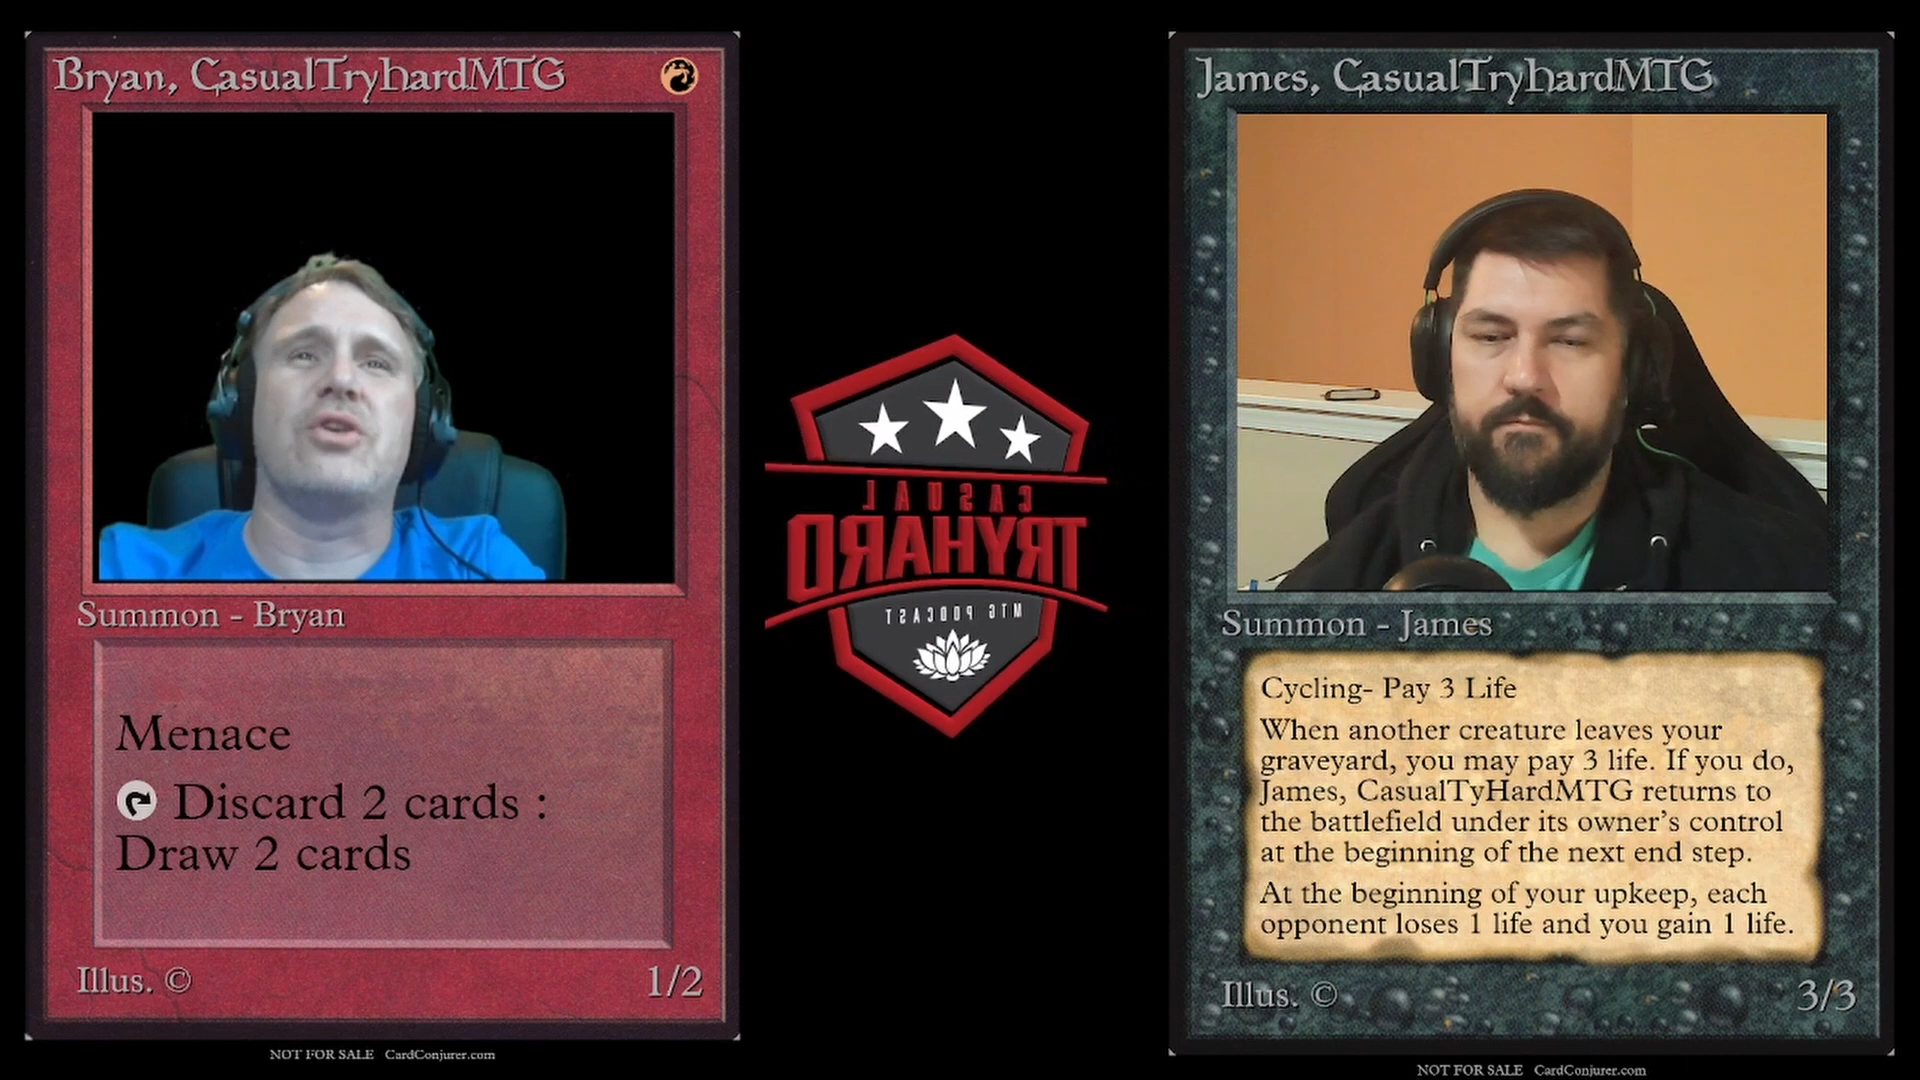 Bryan, CasualTryhardMTG
Summon - Bryan
Menace
Discard 2 cards :
Draw 2 cards
Illus. ©
1/2
NOT FOR SALE CardConjurer.com
CASUAL
TRYHARD
MTG PODCAST
James, CasualTryhardMTG
Summon - James
Cycling- Pay 3 Life
When another creature leaves your
graveyard, you may pay 3 life. If you do,
James, CasualTyHardMTG returns to
the battlefield under its owner's control
at the beginning of the next end step.
At the beginning of your upkeep, each
opponent loses 1 life and you gain 1 life.
Illus. ©
3/3
NOT FOR SALE CardConjurer.com